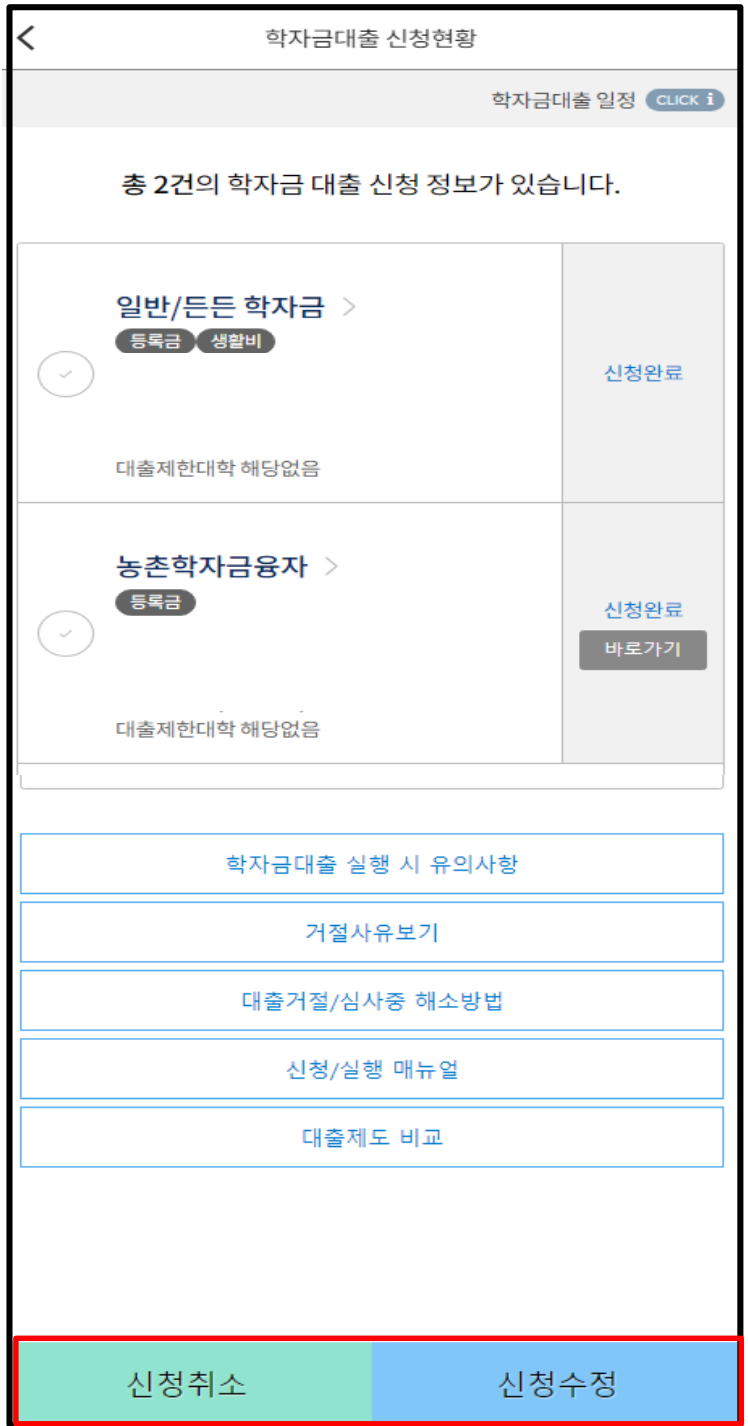 학자금대출 신청현황
학자금대출 일정 CLICK i
총 2건의 학자금 대출 신청 정보가 있습니다.
일반/든든 학자금 >
등록금 생활비
신청완료
대출제한대학 해당없음
농촌학자금융자 >
등록금
신청완료
바로가기
대출제한대학 해당없음
학자금대출 실행 시 유의사항
거절사유보기
대출거절/심사중 해소방법
신청/실행 매뉴얼
대출제도 비교
신청취소 신청수정